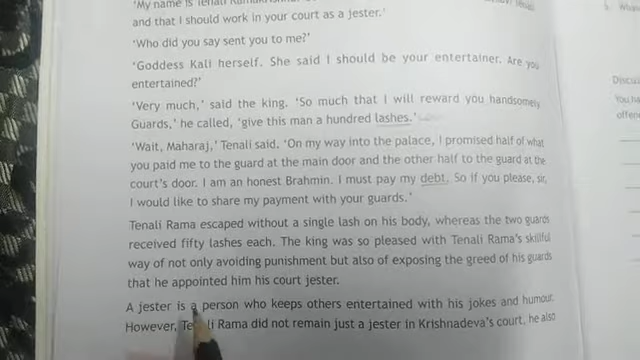 'My name is Tenali
and that I should work in your court as a jester.'
'Who did you say sent you to me?'
'Goddess Kali herself. She said I should be your entertainer. Are you
entertained?'
'Very much,' said the king. 'So much that I will reward you handsomely.
Guards,' he called, 'give this man a hundred lashes.'
'Wait, Maharaj,' Tenali said. 'On my way into the palace, I promised half of what
you paid me to the guard at the main door and the other half to the guard at the
court's door. I am an honest Brahmin. I must pay my debt. So if you please, sir,
I would like to share my payment with your guards.'
Tenali Rama escaped without a single lash on his body, whereas the two guards
received fifty lashes each. The king was so pleased with Tenali Rama's skillful
way of not only avoiding punishment but also of exposing the greed of his guards
that he appointed him his court jester.
A jester is a person who keeps others entertained with his jokes and humour.
However, Tenali Rama did not remain just a jester in Krishnadeva's court, he also
Discu
You ha
offen